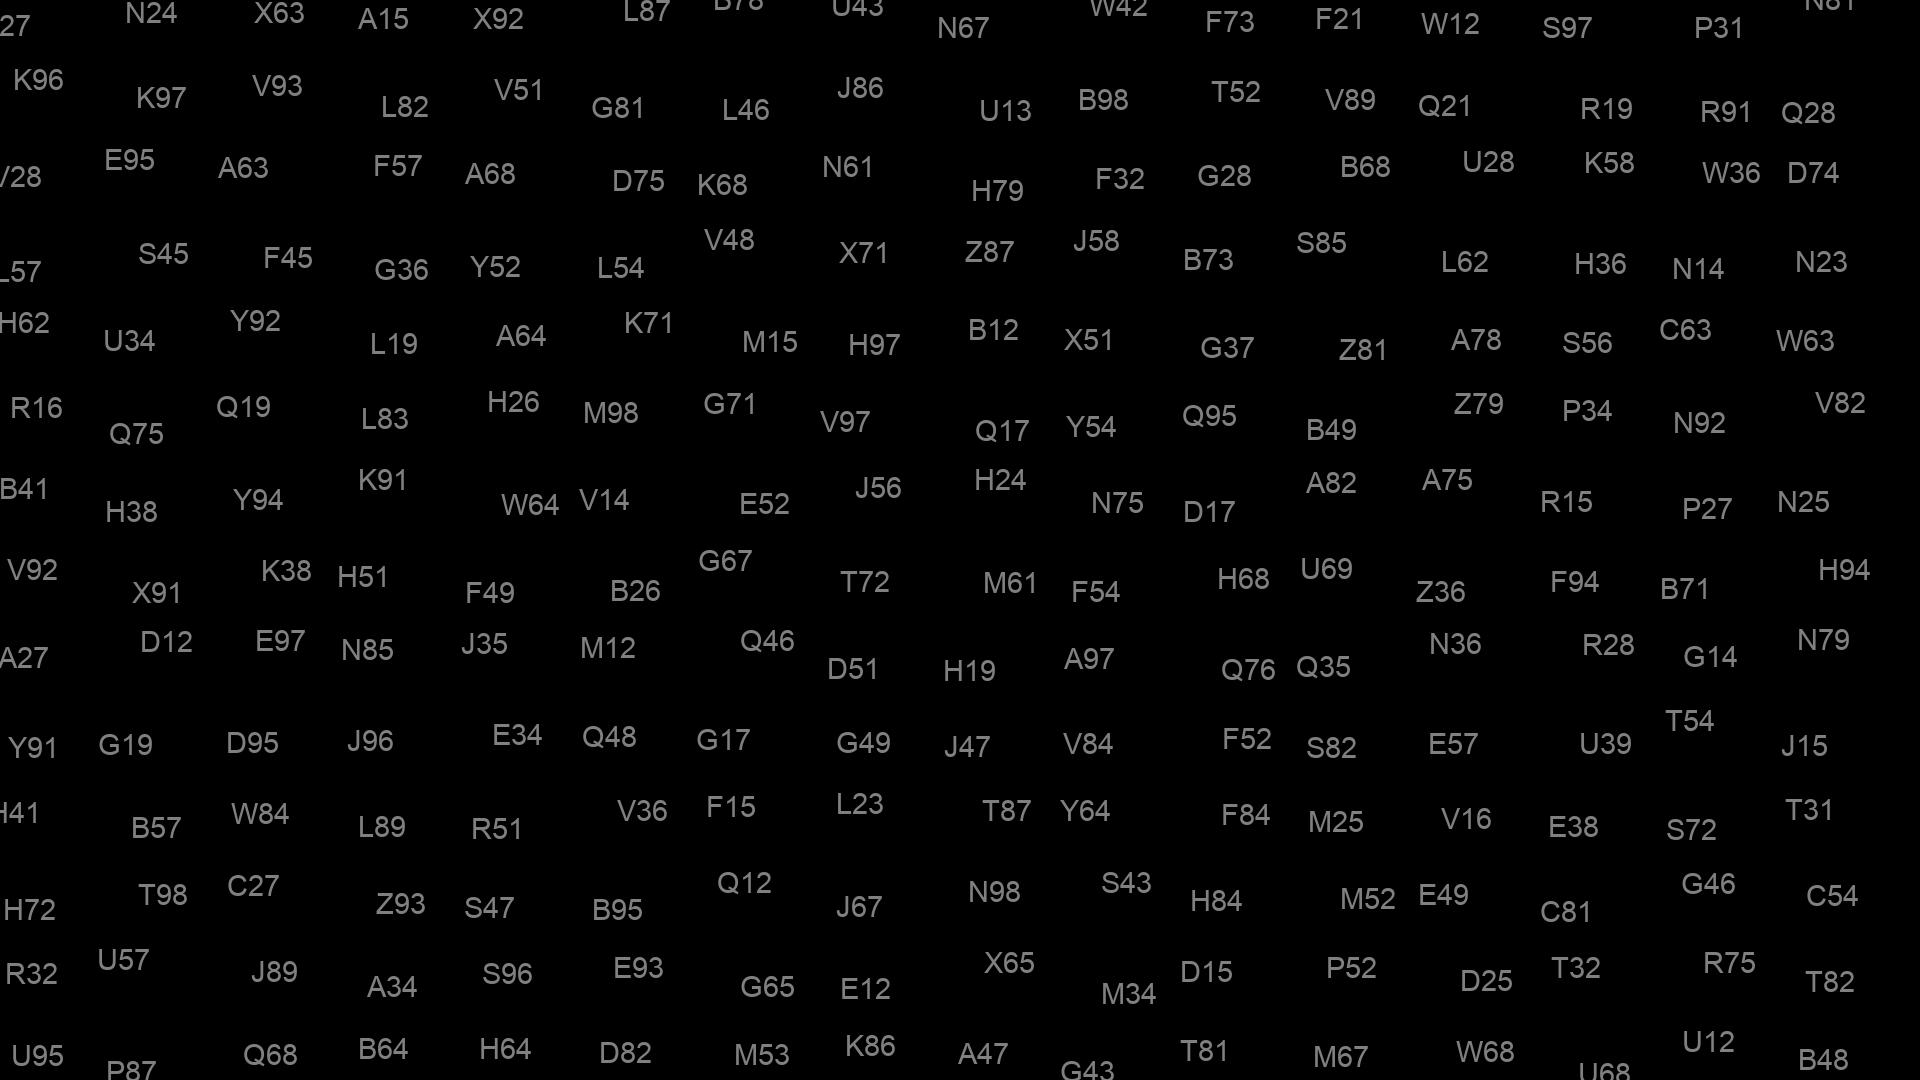 27 N24 X63 A15 X92 L87 B78 U43 N67 W42 F73 F21 W12 S97 P31 N81
K96 K97 V93 L82 V51 G81 L46 J86 U13 B98 T52 V89 Q21 R19 R91 Q28
V28 E95 A63 F57 A68 D75 K68 N61 H79 F32 G28 B68 U28 K58 W36 D74
L57 S45 F45 G36 Y52 L54 V48 X71 Z87 J58 B73 S85 L62 H36 N14 N23
H62 U34 Y92 L19 A64 K71 M15 H97 B12 X51 G37 Z81 A78 S56 C63 W63
R16 Q75 Q19 L83 H26 M98 G71 V97 Q17 Y54 Q95 B49 Z79 P34 N92 V82
B41 H38 Y94 K91 W64 V14 E52 J56 H24 N75 D17 A82 A75 R15 P27 N25
V92 X91 K38 H51 F49 B26 G67 T72 M61 F54 H68 U69 Z36 F94 B71 H94
A27 D12 E97 N85 J35 M12 Q46 D51 H19 A97 Q76 Q35 N36 R28 G14 N79
Y91 G19 D95 J96 E34 Q48 G17 G49 J47 V84 F52 S82 E57 U39 T54 J15
H41 B57 W84 L89 R51 V36 F15 L23 T87 Y64 F84 M25 V16 E38 S72 T31
H72 T98 C27 Z93 S47 B95 Q12 J67 N98 S43 H84 M52 E49 C81 G46 C54
R32 U57 J89 A34 S96 E93 G65 E12 X65 M34 D15 P52 D25 T32 R75 T82
U95 P87 Q68 B64 H64 D82 M53 K86 A47 G43 T81 M67 W68 U68 U12 B48